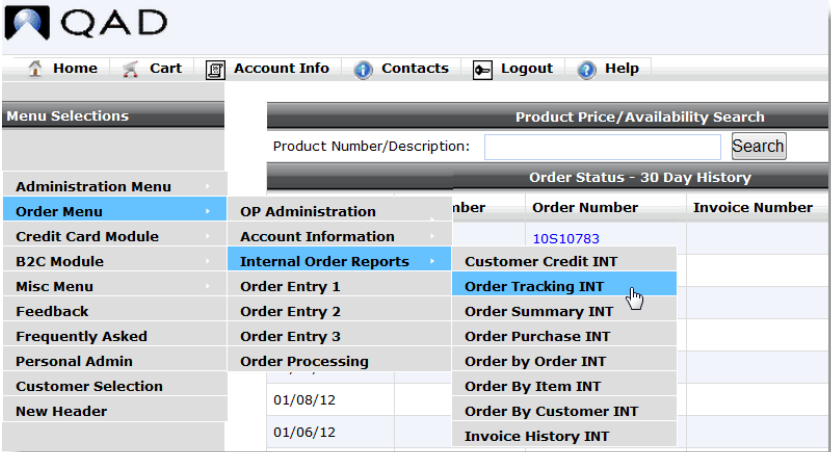 QAD
Home Cart Account Info Contacts Logout Help
Menu Selections
Product Price/Availability Search
Product Number/Description: Search
Order Status - 30 Day History
Administration Menu
Order Menu OP Administration Order Number Invoice Number
Credit Card Module Account Information 10S10783
B2C Module Internal Order Reports Customer Credit INT
Misc Menu Order Entry 1 Order Tracking INT
Feedback Order Entry 2 Order Summary INT
Frequently Asked Order Entry 3 Order Purchase INT
Personal Admin Order Processing Order by Order INT
Customer Selection Order By Item INT
01/08/12
New Header Order By Customer INT
01/06/12 Invoice History INT